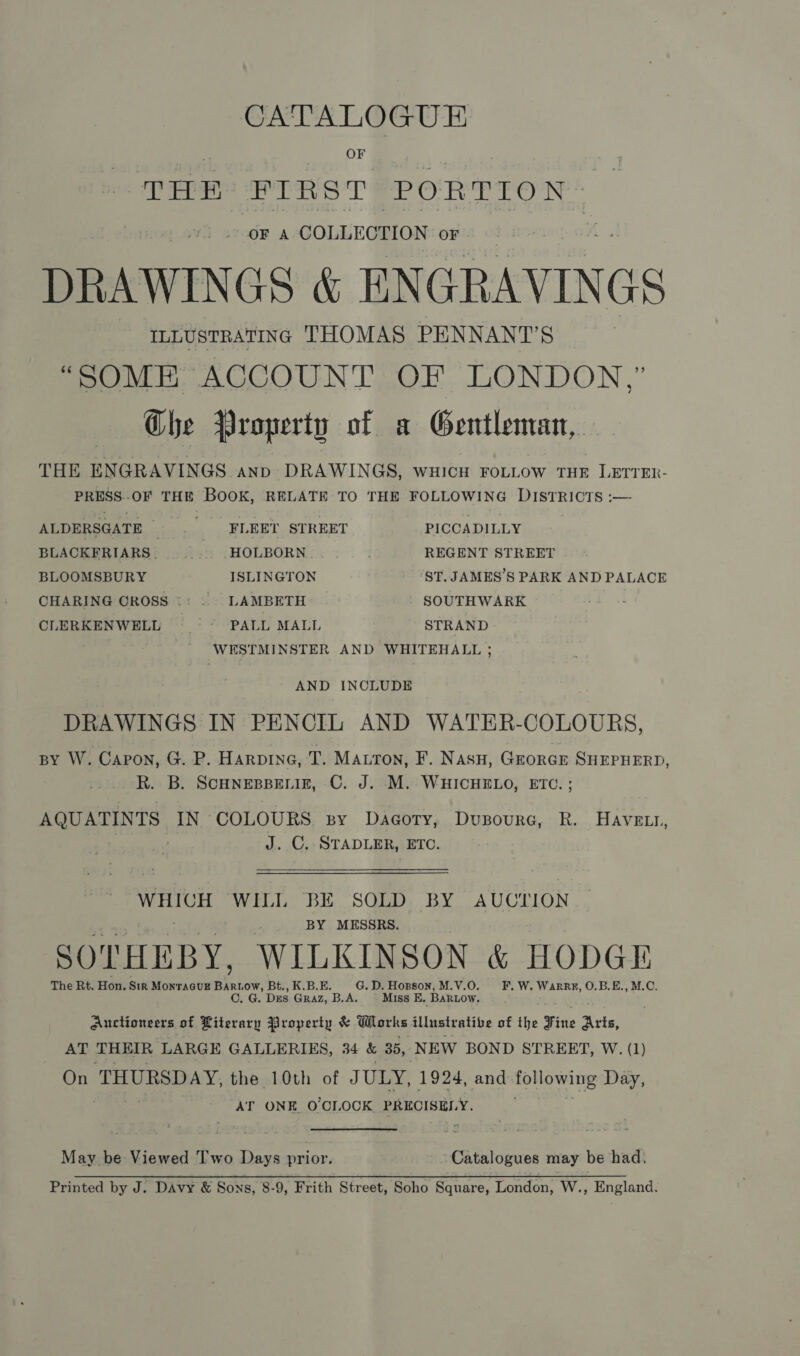 CATALOGUE
OF
THE FIRST PORTION
OF A COLLECTION OF
DRAWINGS & ENGRAVINGS
ILLUSTRATING THOMAS PENNANT'S
“SOME ACCOUNT OF LONDON,”
The Property of a Gentleman,
THE ENGRAVINGS AND DRAWINGS, WHICH FOLLOW THE LETTER-
PRESS OF THE BOOK, RELATE TO THE FOLLOWING DISTRICTS :—
ALDERSGATE FLEET STREET PICCADILLY
BLACKFRIARS HOLBORN REGENT STREET
BLOOMSBURY ISLINGTON ST. JAMES'S PARK AND PALACE
CHARING CROSS LAMBETH SOUTHWARK
CLERKENWELL PALL MALL STRAND
WESTMINSTER AND WHITEHALL ;
AND INCLUDE
DRAWINGS IN PENCIL AND WATER-COLOURS,
BY W. CAPON, G. P. HARDING, T. MALTON, F. NASH, GEORGE SHEPHERD,
R. B. SCHNEBBELIE, C. J. M. WHICHELO, ETC. ;
AQUATINTS IN COLOURS BY DAGOTY, DUBOURG, R. HAVELL,
J. C. STADLER, ETC.
WHICH WILL BE SOLD BY AUCTION
BY MESSRS.
SOTHEBY, WILKINSON & HODGE
The Rt. Hon. SIR MONTAGUE BARLOW, Bt., K.B.E. G. D. HOBSON, M.V.O. F. W. WARRE, O.B.E., M.C.
C. G. DES GRAZ, B.A. MISS E. BARLOW.
Auctioneers of Literary Property & Works illustrative of the Fine Arts,
AT THEIR LARGE GALLERIES, 34 & 35, NEW BOND STREET, W. (1)
On THURSDAY, the 10th of JULY, 1924, and following Day,
AT ONE O'CLOCK PRECISELY.
May be Viewed Two Days prior. Catalogues may be had.
Printed by J. DAVY & SONS, 8-9, Frith Street, Soho Square, London, W., England.